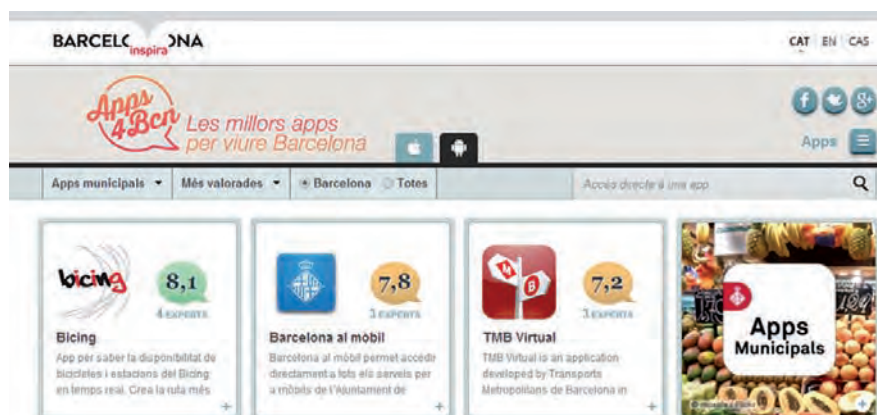 BARCELONA
inspira
CAT EN CAS
Apps
4Bcn
Les millors apps
per viure Barcelona
Apps
Apps municipals
Més valorades
Barcelona
Totes
Accés directe a una app
bicing
8,1
4 EXPERTS
Bicing
App per saber la disponibilitat de
bicicletes i estacions del Bicing
en temps real. Crea la ruta més
+
7,8
3 EXPERTS
Barcelona al mòbil
Barcelona al mòbil permet accedir
directament a tots els serveis per
a mòbils de l'Ajuntament de
+
M
B
7,2
3 EXPERTS
TMB Virtual
TMB Virtual is an application
developed by Transports
Metropolitans de Barcelona in
+
Apps
Municipals
+